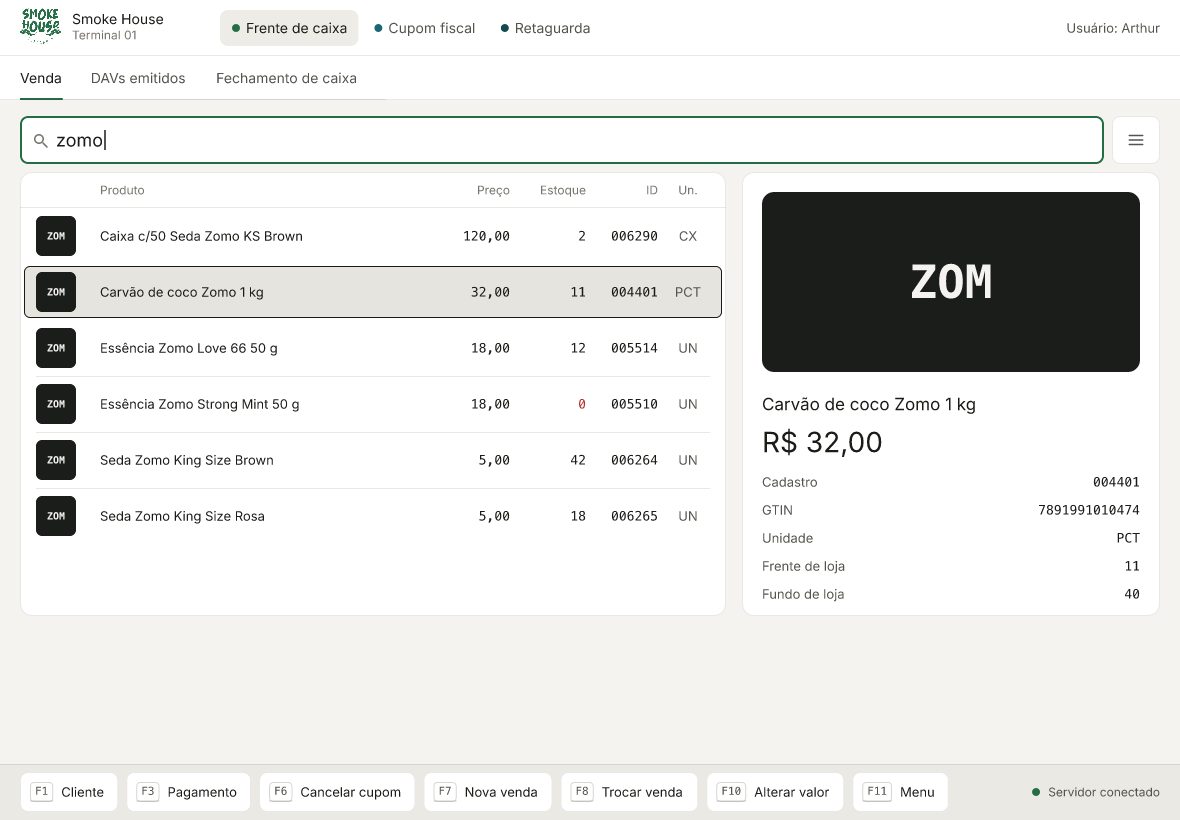 SMOKE HOUSE
Smoke House
Terminal 01
Frente de caixa
Cupom fiscal
Retaguarda
Usuário: Arthur
Venda
DAVs emitidos
Fechamento de caixa
zomo
Produto Preço Estoque ID Un.
ZOM Caixa c/50 Seda Zomo KS Brown 120,00 2 006290 CX
ZOM Carvão de coco Zomo 1 kg 32,00 11 004401 PCT
ZOM Essência Zomo Love 66 50 g 18,00 12 005514 UN
ZOM Essência Zomo Strong Mint 50 g 18,00 0 005510 UN
ZOM Seda Zomo King Size Brown 5,00 42 006264 UN
ZOM Seda Zomo King Size Rosa 5,00 18 006265 UN
ZOM
Carvão de coco Zomo 1 kg
R$ 32,00
Cadastro 004401
GTIN 7891991010474
Unidade PCT
Frente de loja 11
Fundo de loja 40
F1 Cliente
F3 Pagamento
F6 Cancelar cupom
F7 Nova venda
F8 Trocar venda
F10 Alterar valor
F11 Menu
Servidor conectado